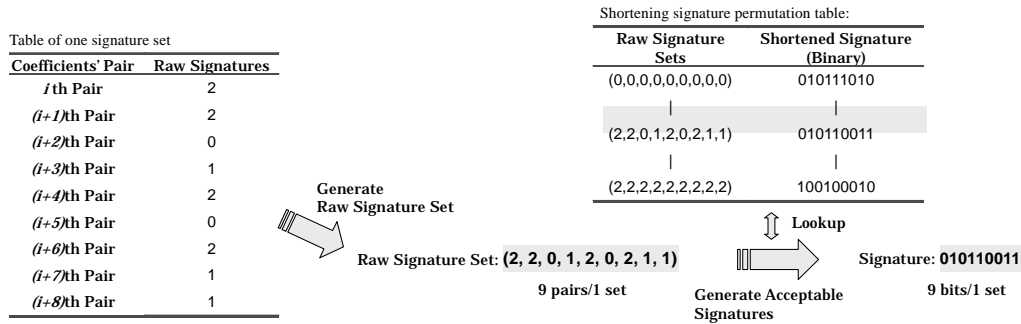 Table of one signature set
Coefficients' Pair Raw Signatures
i th Pair 2
(i+1)th Pair 2
(i+2)th Pair 0
(i+3)th Pair 1
(i+4)th Pair 2
(i+5)th Pair 0
(i+6)th Pair 2
(i+7)th Pair 1
(i+8)th Pair 1
Generate
Raw Signature Set
Raw Signature Set: (2, 2, 0, 1, 2, 0, 2, 1, 1)
9 pairs/1 set
Shortening signature permutation table:
Raw Signature Shortened Signature
Sets (Binary)
(0,0,0,0,0,0,0,0,0) 010111010
| |
(2,2,0,1,2,0,2,1,1) 010110011
| |
(2,2,2,2,2,2,2,2,2) 100100010
Lookup
Generate Acceptable
Signatures
Signature: 010110011
9 bits/1 set